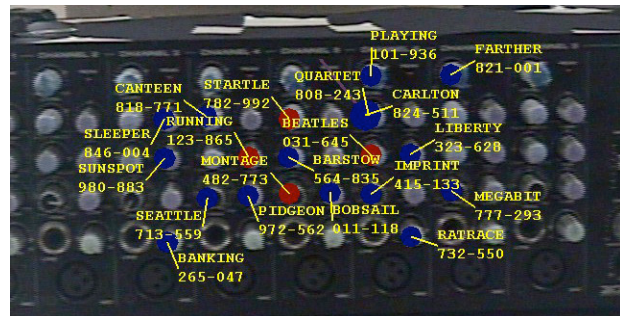 PLAYING
101-936
FARTHER
821-001
QUARTET
808-243
STARTLE
782-992
CANTEEN
818-771
CARLTON
824-511
RUNNING
123-865
BEATLES
031-645
LIBERTY
323-628
SLEEPER
846-004
MONTAGE
482-773
BARSTOW
564-835
IMPRINT
415-133
SUNSPOT
980-883
MEGABIT
777-293
SEATTLE
713-559
PIDGEON
972-562
BOBSAIL
011-118
RATRACE
732-550
BANKING
265-047